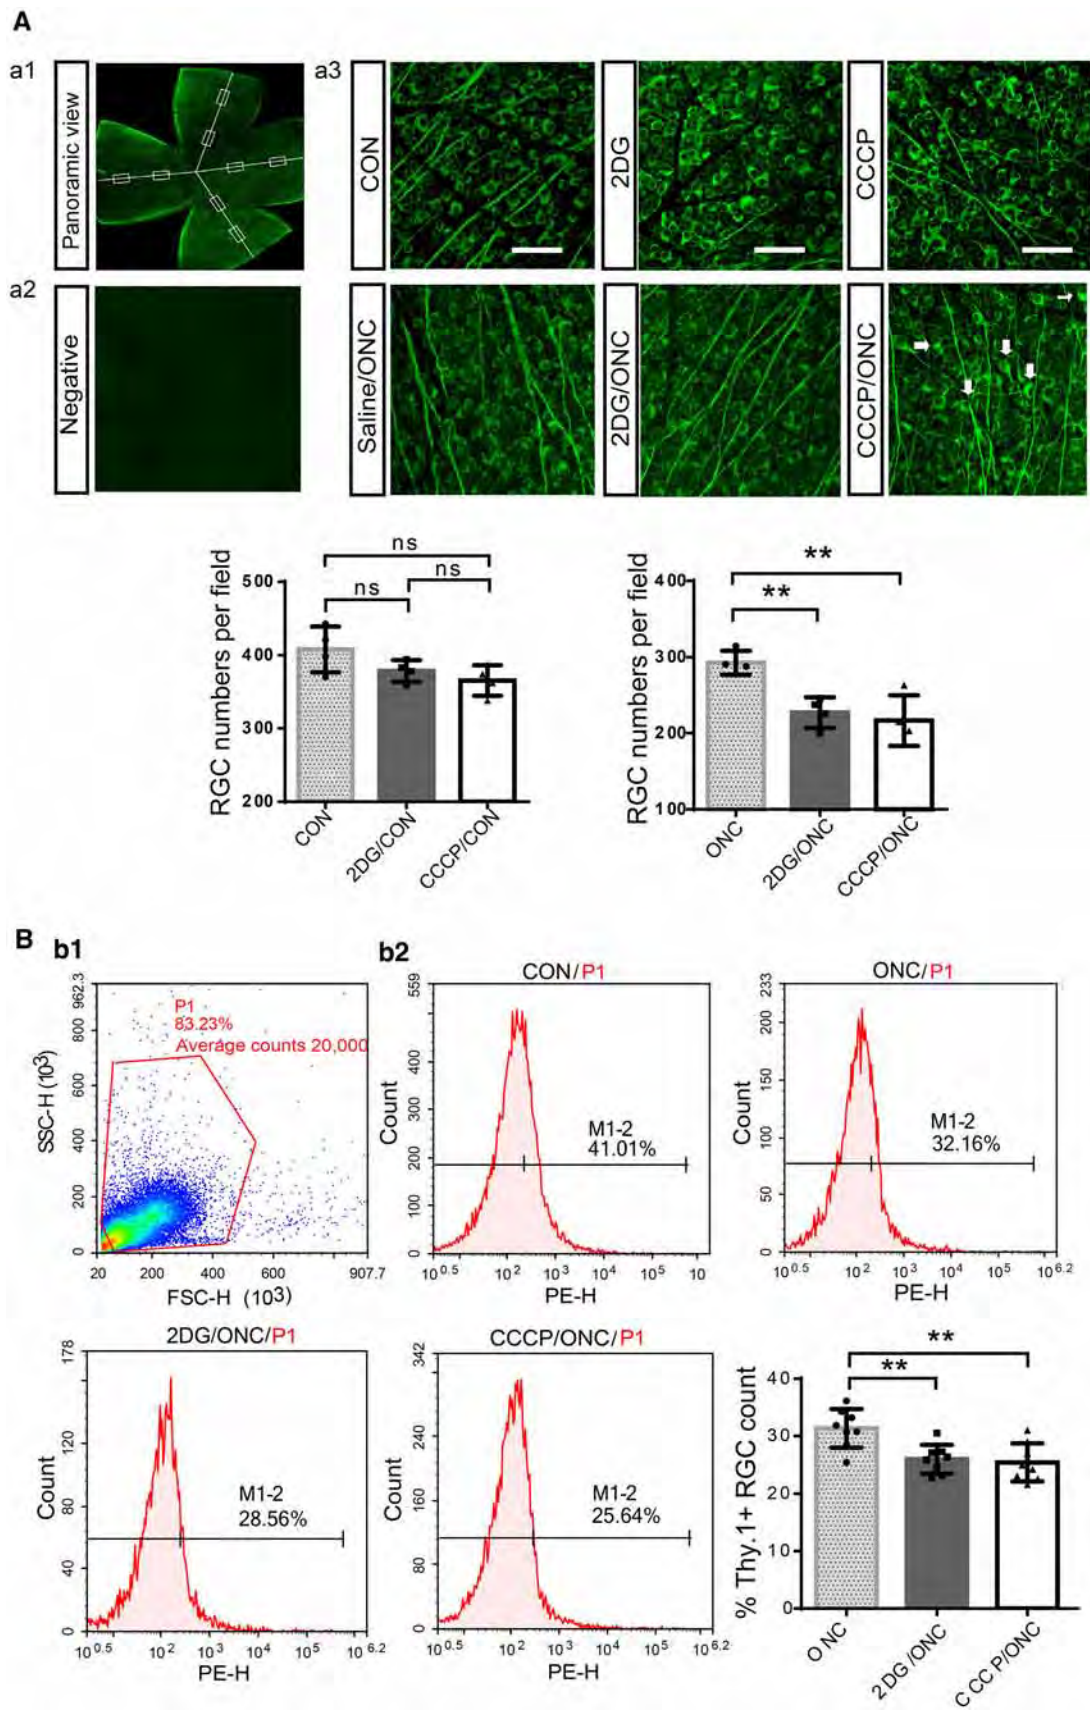 A
a1
Panoramic view
a3
CON
2DG
CCCP
a2
Negative
Saline/ONC
2DG/ONC
CCCP/ONC
RGC numbers per field
500
400
300
200
ns
ns
ns
CON
2DG/CON
CCCP/CON
RGC numbers per field
400
300
200
100
**
**
ONC
2DG/ONC
CCCP/ONC
B
b1
SSC-H (10³)
962.3
800
600
400
200
0
P1
83.23%
Average counts 20,000
20 200 400 600 907.7
FSC-H (10³)
b2
CON/P1
Count
559
400
300
200
100
0
M1-2
41.01%
10^0.5 10² 10³ 10⁴ 10⁵ 10
PE-H
ONC/P1
Count
233
200
150
100
50
0
M1-2
32.16%
10^0.5 10² 10³ 10⁴ 10⁵ 10^6.2
PE-H
2DG/ONC/P1
Count
178
120
80
40
0
M1-2
28.56%
10^0.5 10² 10³ 10⁴ 10⁵ 10^6.2
PE-H
CCCP/ONC/P1
Count
342
240
160
80
0
M1-2
25.64%
10^0.5 10² 10³ 10⁴ 10⁵ 10^6.2
PE-H
% Thy.1+ RGC count
40
30
20
10
0
**
**
O NC
2 DG /ONC
C CC P/ONC